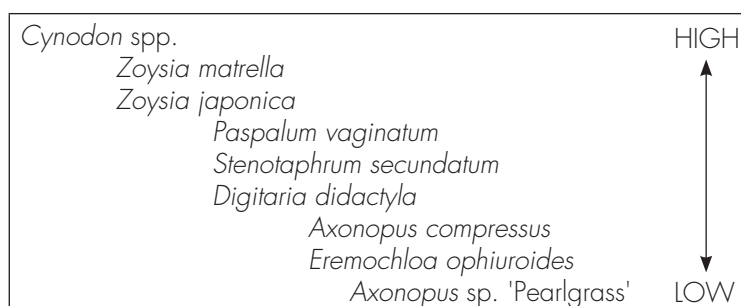 Cynodon spp. HIGH
Zoysia matrella
Zoysia japonica
Paspalum vaginatum
Stenotaphrum secundatum
Digitaria didactyla
Axonopus compressus
Eremochloa ophiuroides
Axonopus sp. 'Pearlgrass' LOW